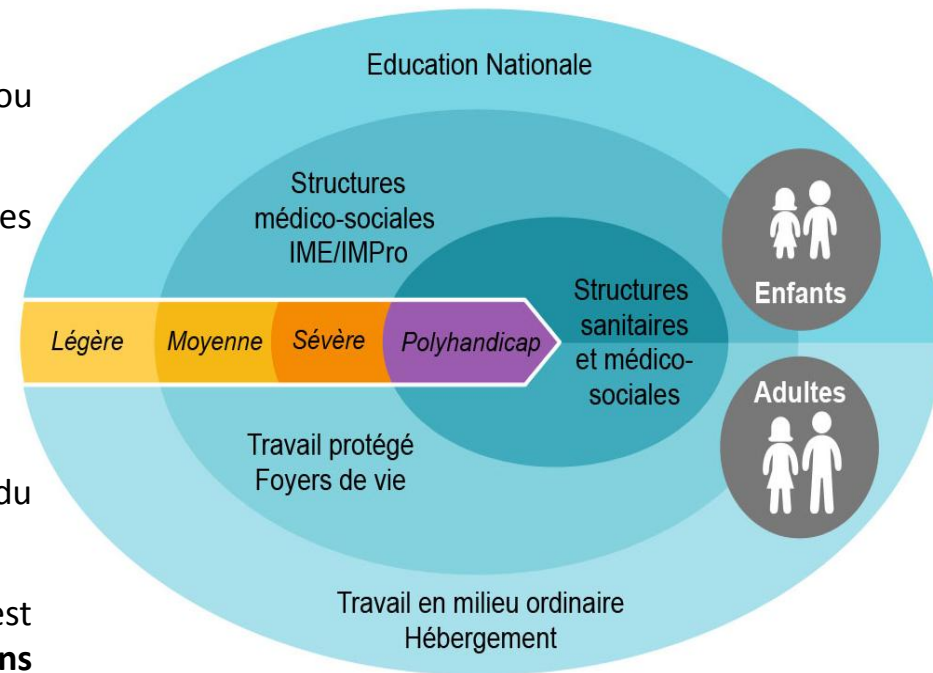 Education Nationale
ou
Structures
médico-sociales
IME/IMPro
es
Structures
sanitaires
et médico-
sociales
Enfants
Légère
Moyenne
Sévère
Polyhandicap
Adultes
Travail protégé
Foyers de vie
du
Travail en milieu ordinaire
Hébergement
est
ns